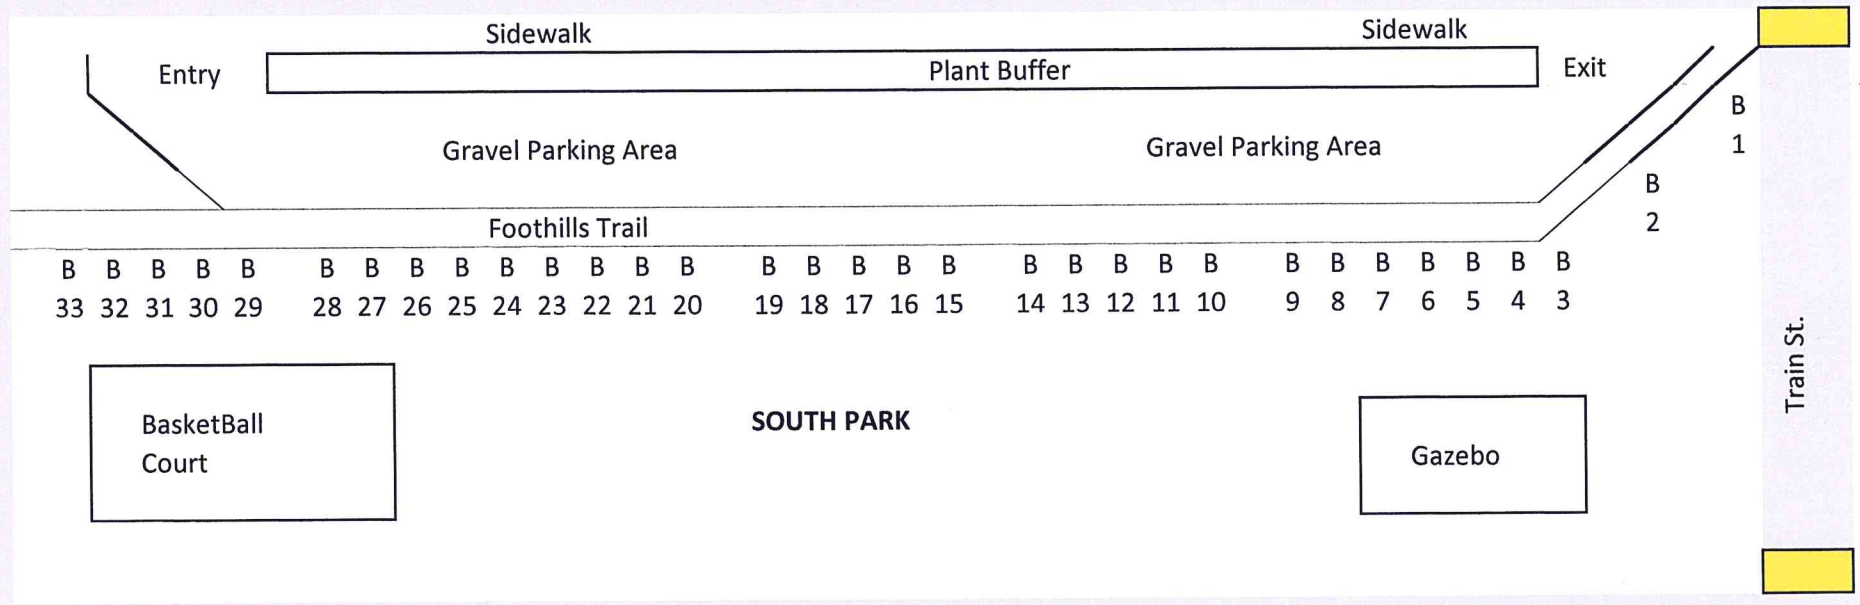 Sidewalk Sidewalk
Entry Plant Buffer Exit
B
1
Gravel Parking Area Gravel Parking Area
B
2
Foothills Trail
B B B B B B B B B B B B B B B B B B B B B B B B B B B B B B B
33 32 31 30 29 28 27 26 25 24 23 22 21 20 19 18 17 16 15 14 13 12 11 10 9 8 7 6 5 4 3
Train St.
BasketBall
Court
SOUTH PARK
Gazebo